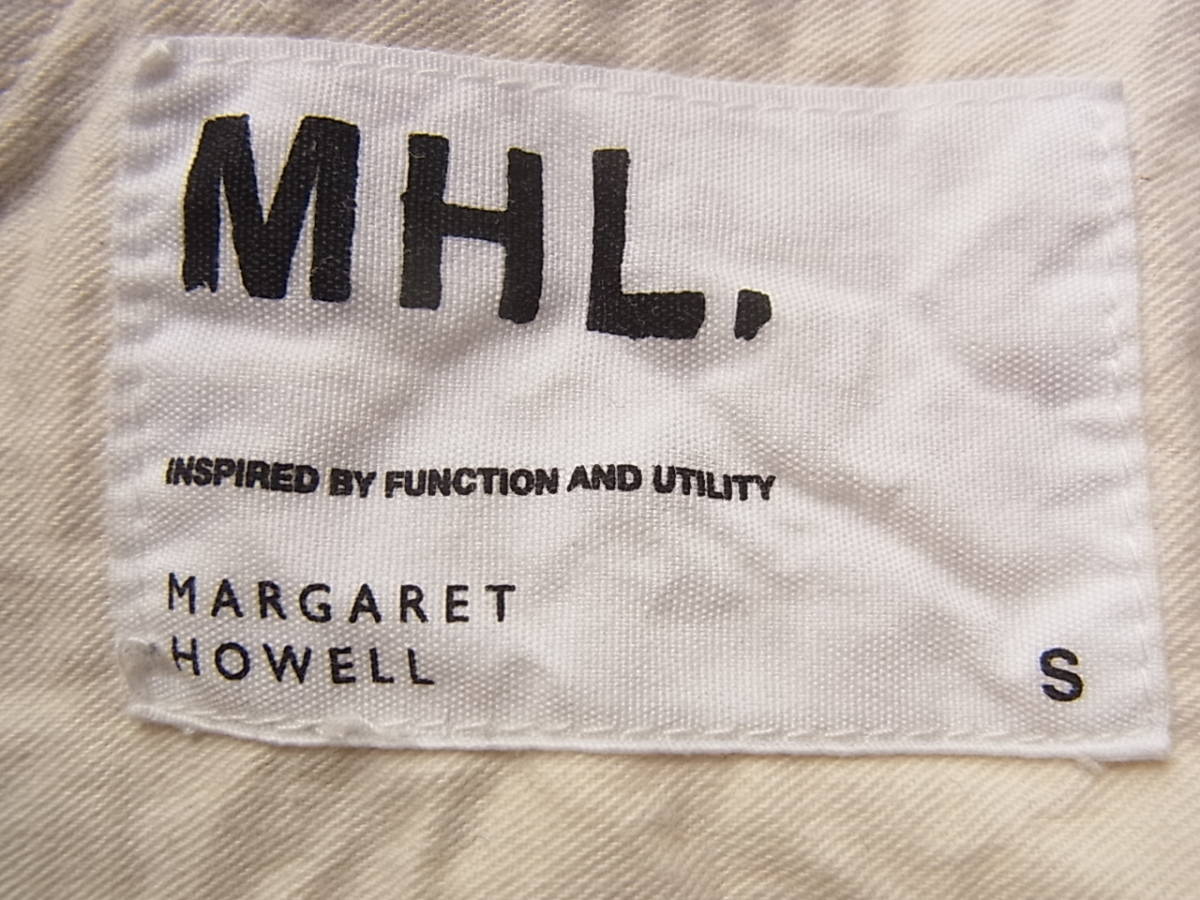 MHL.
INSPIRED BY FUNCTION AND UTILITY
MARGARET
HOWELL
S